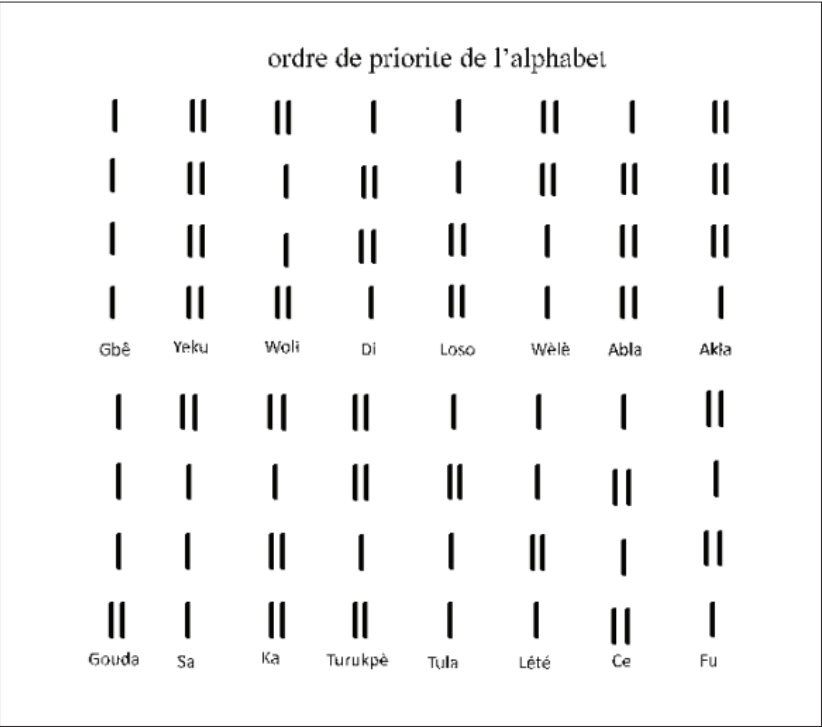 ordre de priorite de l'alphabet
Gbê Yeku Woli Di Loso Wèlè Abla Akla
Gouda Sa Ka Turukpè Tula Lété Ce Fu